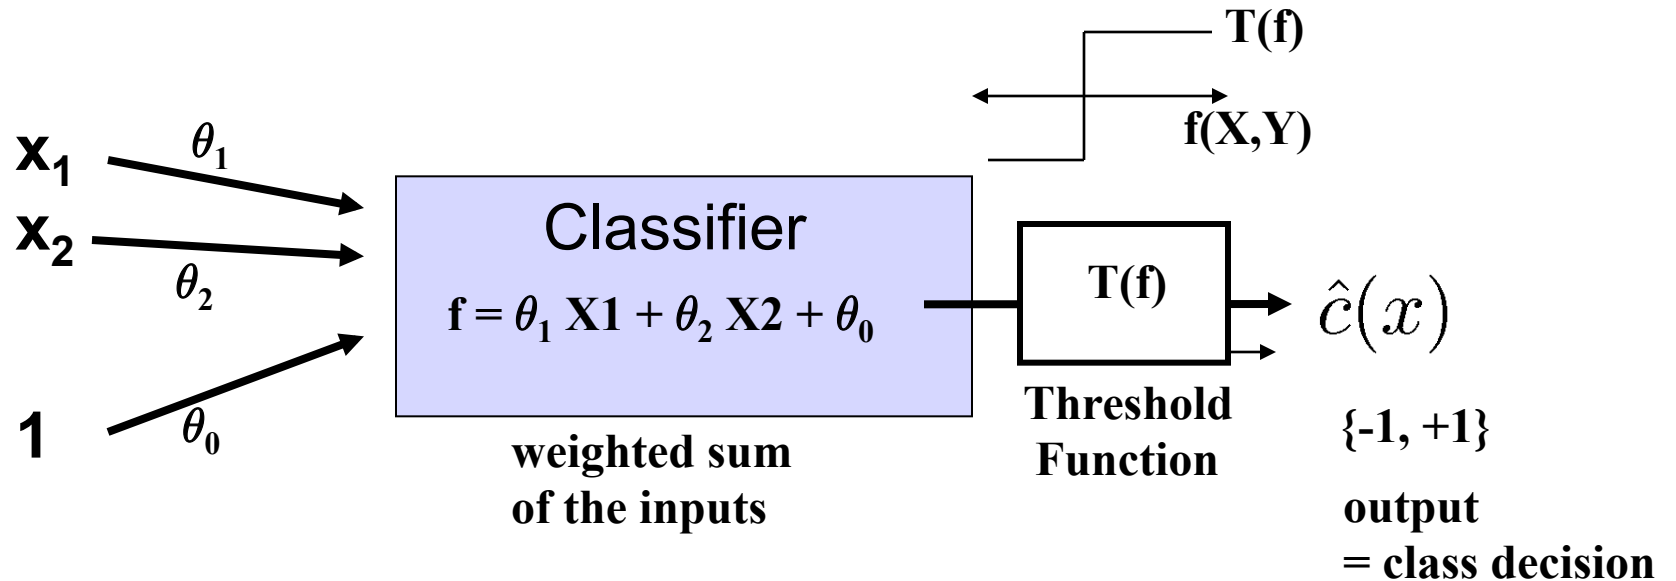 T(f)
f(X,Y)
x₁
θ₁
x₂
θ₂
1
θ₀
Classifier
f = θ₁ X1 + θ₂ X2 + θ₀
weighted sum
of the inputs
T(f)
Threshold
Function
ĉ(x)
{-1, +1}
output
= class decision